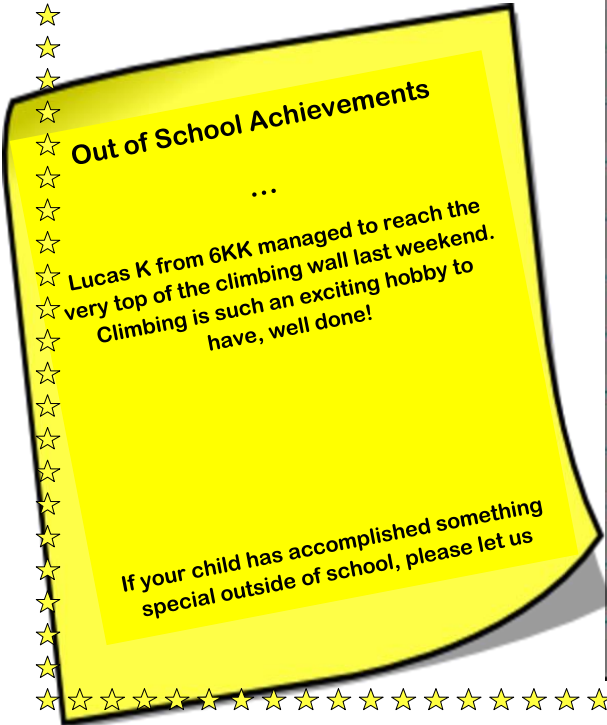 Out of School Achievements
...
Lucas K from 6KK managed to reach the
very top of the climbing wall last weekend.
Climbing is such an exciting hobby to
have, well done!
If your child has accomplished something
special outside of school, please let us